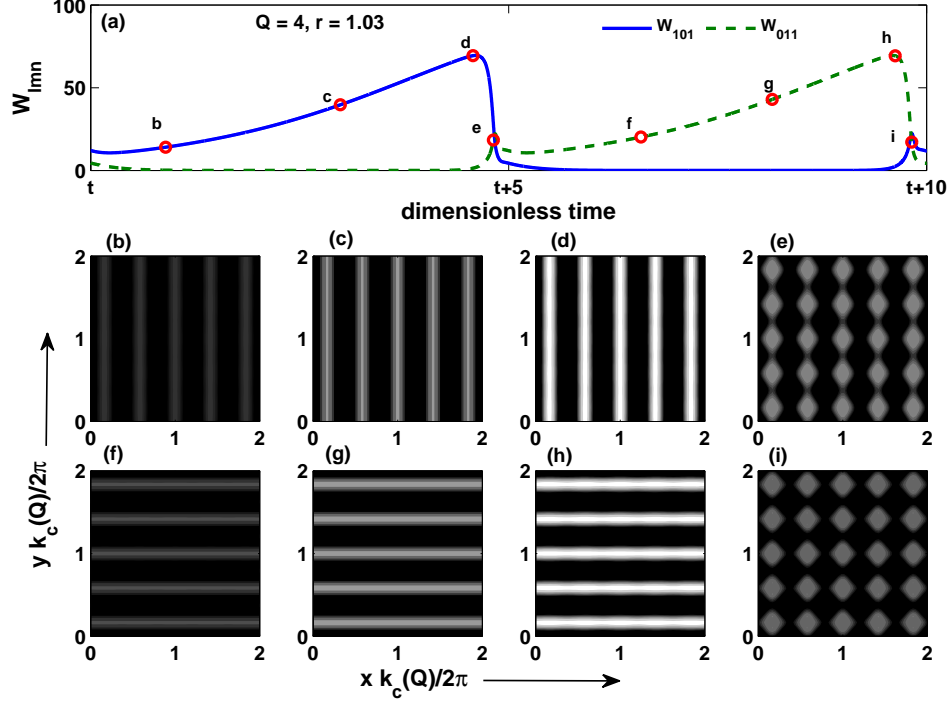 (a) Q = 4, r = 1.03 W101 W011
W_lmn
100
50
0
b c d e f g h i
t t+5 t+10
dimensionless time
(b) (c) (d) (e)
2 2 2 2
1 1 1 1
0 0 0 0
0 1 2 0 1 2 0 1 2 0 1 2
(f) (g) (h) (i)
2 2 2 2
1 1 1 1
0 0 0 0
0 1 2 0 1 2 0 1 2 0 1 2
y k_c(Q)/2π
x k_c(Q)/2π